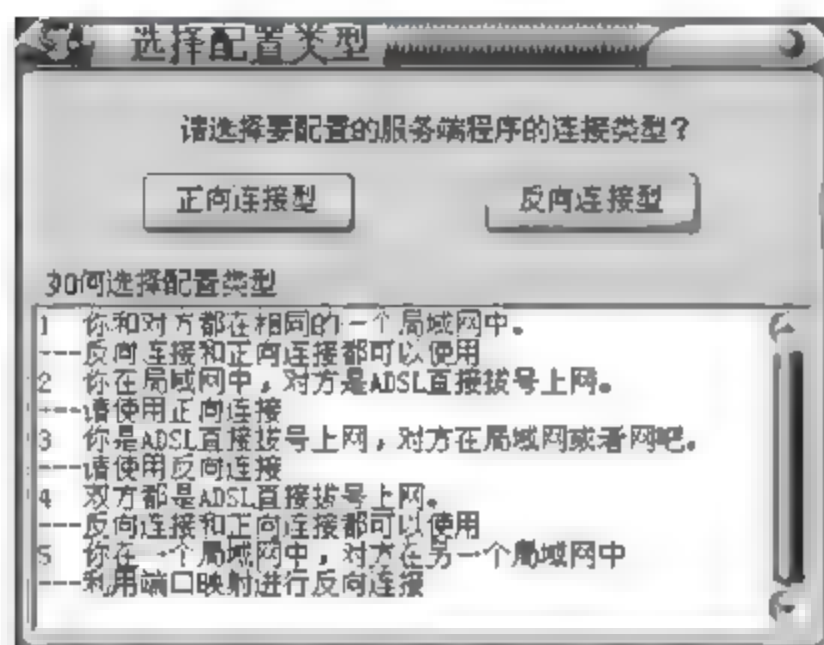 选择配置类型
请选择要配置的服务端程序的连接类型?
正向连接型
反向连接型
如何选择配置类型
1 你和对方都在相同的一个局域网中。
---反向连接和正向连接都可以使用
2 你在局域网中，对方是ADSL直接拔号上网。
---请使用正向连接
3 你是ADSL直接拔号上网，对方在局域网或者网吧。
---请使用反向连接
4 双方都是ADSL直接拔号上网。
---反向连接和正向连接都可以使用
5 你在一个局域网中，对方在另一个局域网中
---利用端口映射进行反向连接